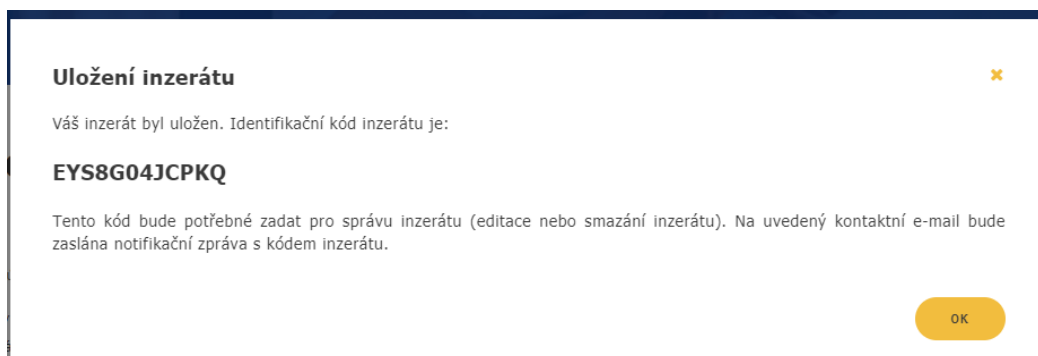 Uložení inzerátu
Váš inzerát byl uložen. Identifikační kód inzerátu je:
EYS8G04JCPKQ
Tento kód bude potřebné zadat pro správu inzerátu (editace nebo smazání inzerátu). Na uvedený kontaktní e-mail bude
zaslána notifikační zpráva s kódem inzerátu.
OK